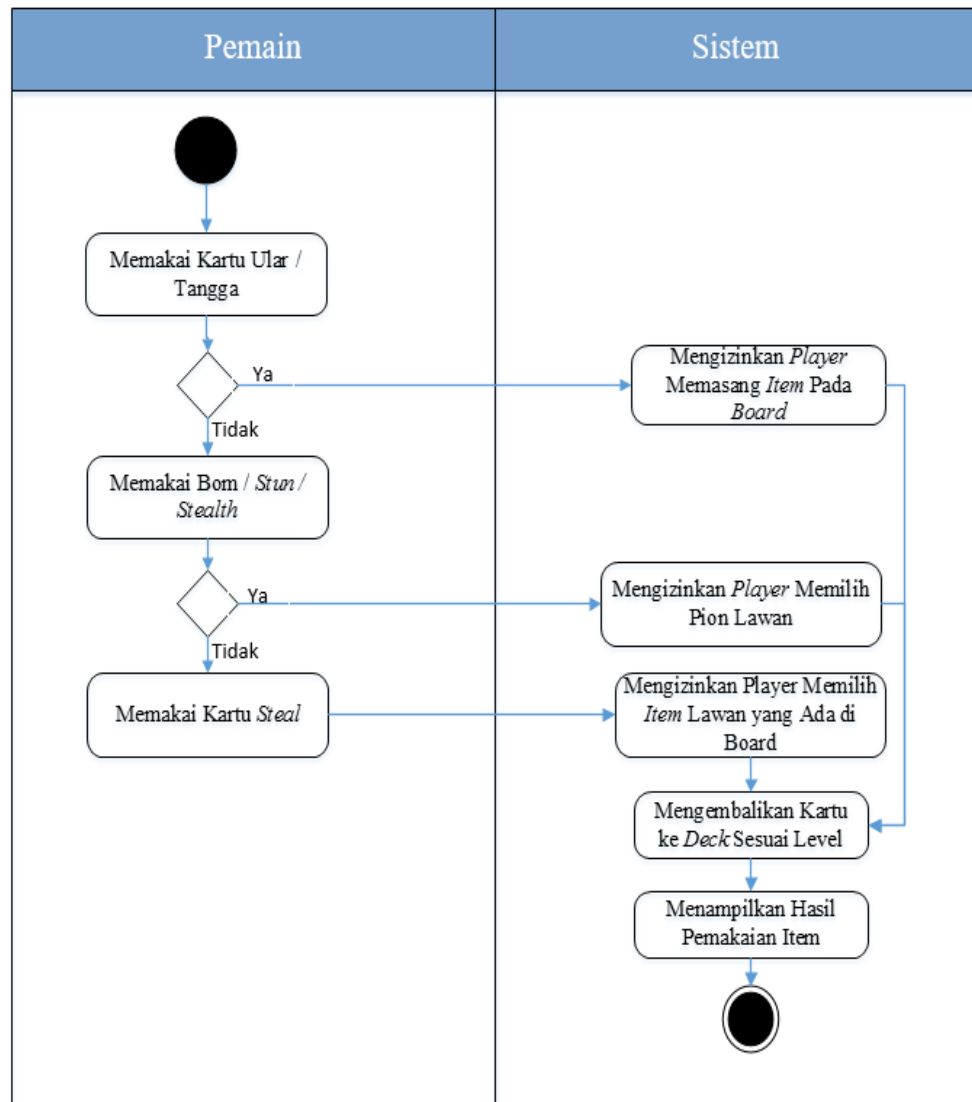 Pemain
Sistem
Memakai Kartu Ular /
Tangga
Ya
Mengizinkan Player
Memasang Item Pada
Board
Tidak
Memakai Bom / Stun /
Stealth
Ya
Mengizinkan Player Memilih
Pion Lawan
Tidak
Memakai Kartu Steal
Mengizinkan Player Memilih
Item Lawan yang Ada di
Board
Mengembalikan Kartu
ke Deck Sesuai Level
Menampilkan Hasil
Pemakaian Item